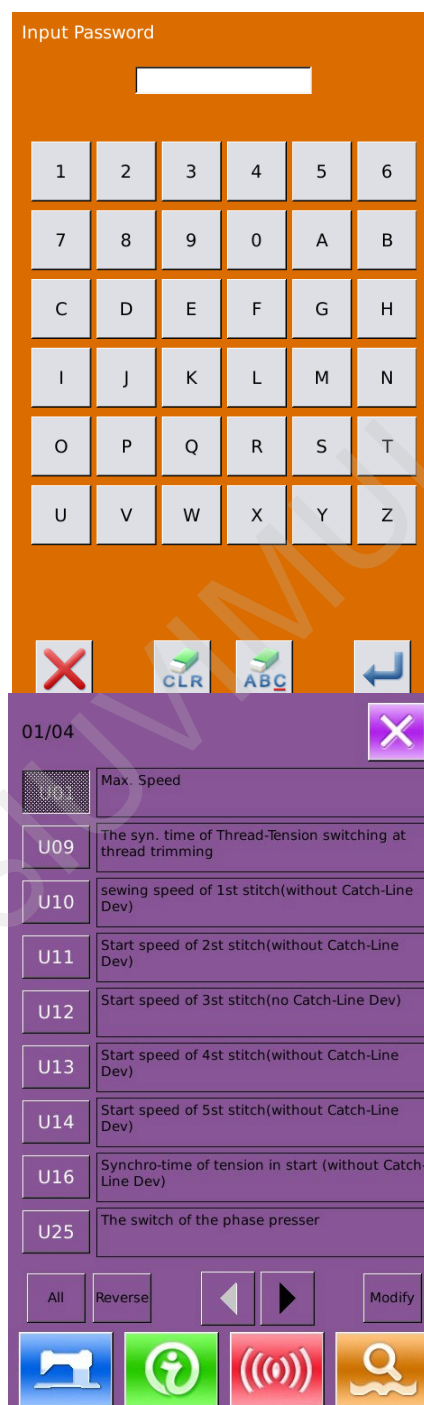 Input Password
1 2 3 4 5 6
7 8 9 0 A B
C D E F G H
I J K L M N
O P Q R S T
U V W X Y Z
CLR ABC
01/04
U01 Max. Speed
U09 The syn. time of Thread-Tension switching at
thread trimming
U10 sewing speed of 1st stitch(without Catch-Line
Dev)
U11 Start speed of 2st stitch(without Catch-Line
Dev)
U12 Start speed of 3st stitch(no Catch-Line Dev)
U13 Start speed of 4st stitch(without Catch-Line
Dev)
U14 Start speed of 5st stitch(without Catch-Line
Dev)
U16 Synchro-time of tension in start (without Catch-
Line Dev)
U25 The switch of the phase presser
All Reverse Modify